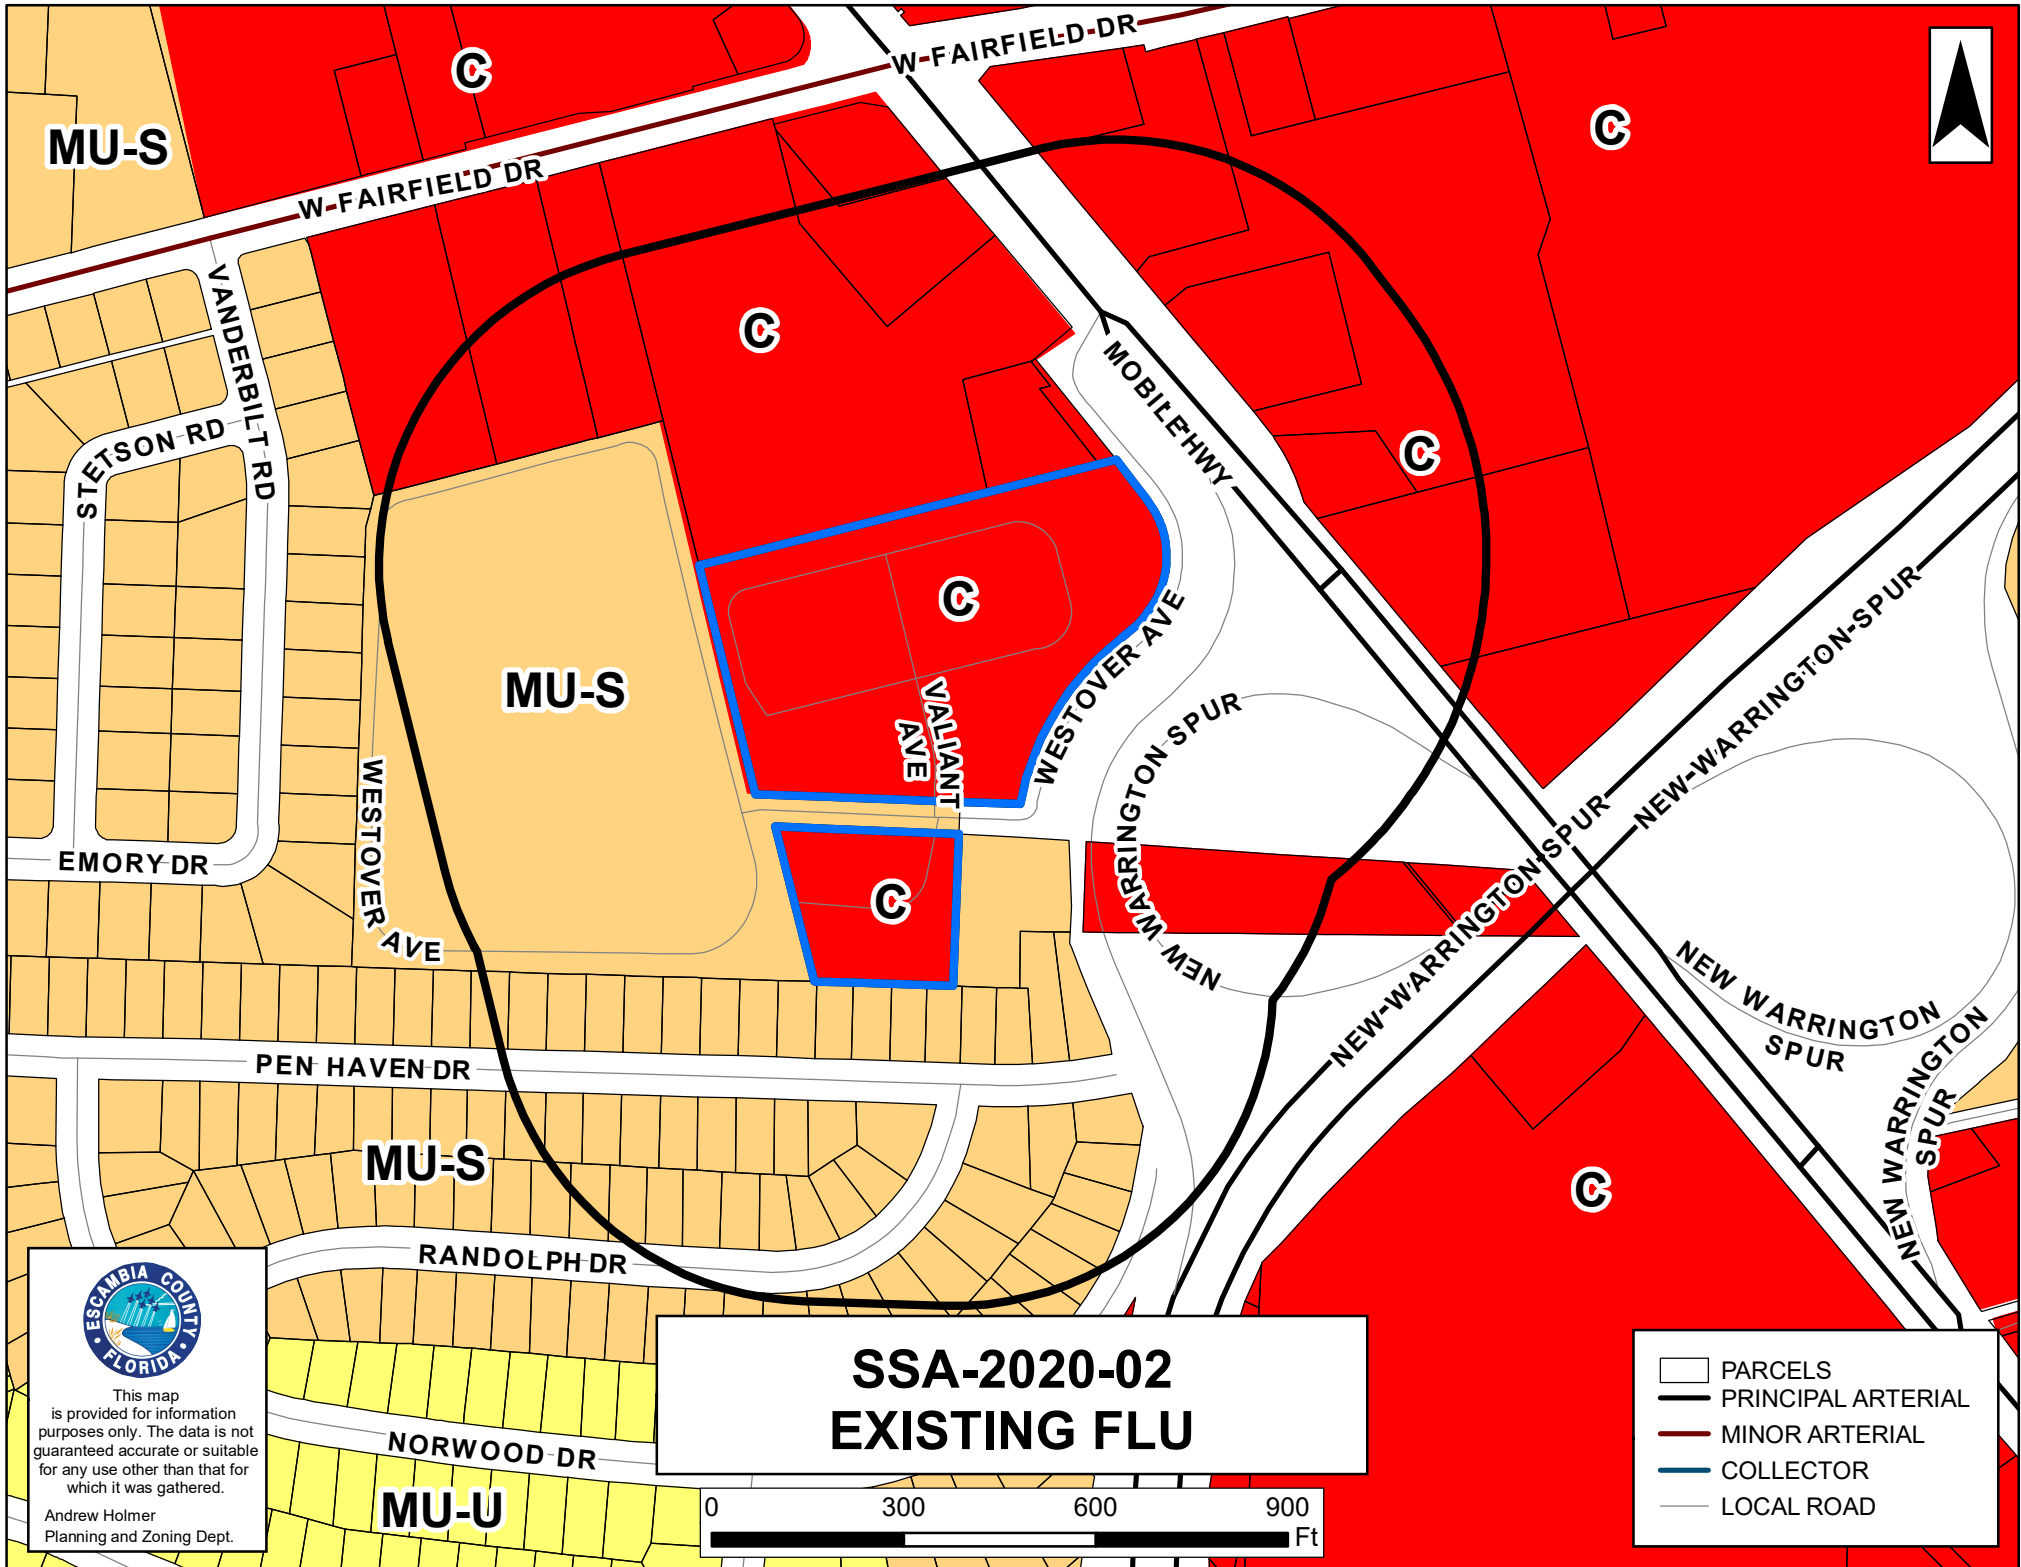 W FAIRFIELD DR
C
C
MU-S
W FAIRFIELD DR
VANDERBILT RD
C
MOBILE HWY
STETSON RD
C
C
NEW WARRINGTON SPUR
WESTOVER AVE
MU-S
VALIANT
AVE
NEW WARRINGTON SPUR
WESTOVER AVE
EMORY DR
C
NEW WARRINGTON SPUR
NEW WARRINGTON
SPUR
NEW WARRINGTON
SPUR
PEN HAVEN DR
MU-S
C
RANDOLPH DR
ESCAMBIA COUNTY
FLORIDA
This map
is provided for information
purposes only. The data is not
guaranteed accurate or suitable
for any use other than that for
which it was gathered.
Andrew Holmer
Planning and Zoning Dept.
NORWOOD DR
MU-U
SSA-2020-02
EXISTING FLU
0 300 600 900
Ft
PARCELS
PRINCIPAL ARTERIAL
MINOR ARTERIAL
COLLECTOR
LOCAL ROAD